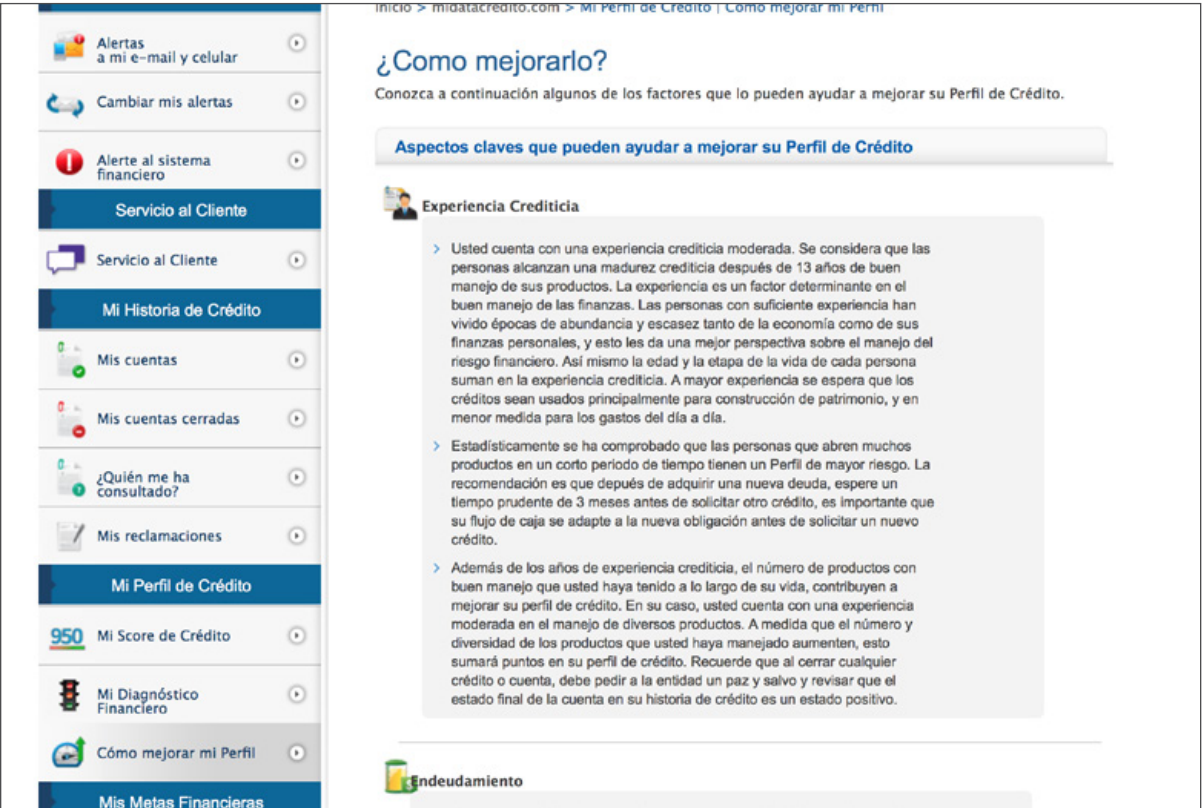 Inicio > midatacredito.com > Mi Perfil de Crédito | Cómo mejorar mi Perfil
Alertas
a mi e-mail y celular
Cambiar mis alertas
Alerte al sistema
financiero
Servicio al Cliente
Servicio al Cliente
Mi Historia de Crédito
Mis cuentas
Mis cuentas cerradas
¿Quién me ha
consultado?
Mis reclamaciones
Mi Perfil de Crédito
950 Mi Score de Crédito
Mi Diagnóstico
Financiero
Cómo mejorar mi Perfil
Mis Metas Financieras
¿Como mejorarlo?
Conozca a continuación algunos de los factores que lo pueden ayudar a mejorar su Perfil de Crédito.
Aspectos claves que pueden ayudar a mejorar su Perfil de Crédito
Experiencia Crediticia
> Usted cuenta con una experiencia crediticia moderada. Se considera que las
personas alcanzan una madurez crediticia después de 13 años de buen
manejo de sus productos. La experiencia es un factor determinante en el
buen manejo de las finanzas. Las personas con suficiente experiencia han
vivido épocas de abundancia y escasez tanto de la economía como de sus
finanzas personales, y esto les da una mejor perspectiva sobre el manejo del
riesgo financiero. Así mismo la edad y la etapa de la vida de cada persona
suman en la experiencia crediticia. A mayor experiencia se espera que los
créditos sean usados principalmente para construcción de patrimonio, y en
menor medida para los gastos del día a día.
> Estadísticamente se ha comprobado que las personas que abren muchos
productos en un corto periodo de tiempo tienen un Perfil de mayor riesgo. La
recomendación es que depués de adquirir una nueva deuda, espere un
tiempo prudente de 3 meses antes de solicitar otro crédito, es importante que
su flujo de caja se adapte a la nueva obligación antes de solicitar un nuevo
crédito.
> Además de los años de experiencia crediticia, el número de productos con
buen manejo que usted haya tenido a lo largo de su vida, contribuyen a
mejorar su perfil de crédito. En su caso, usted cuenta con una experiencia
moderada en el manejo de diversos productos. A medida que el número y
diversidad de los productos que usted haya manejado aumenten, esto
sumará puntos en su perfil de crédito. Recuerde que al cerrar cualquier
crédito o cuenta, debe pedir a la entidad un paz y salvo y revisar que el
estado final de la cuenta en su historia de crédito es un estado positivo.
Endeudamiento